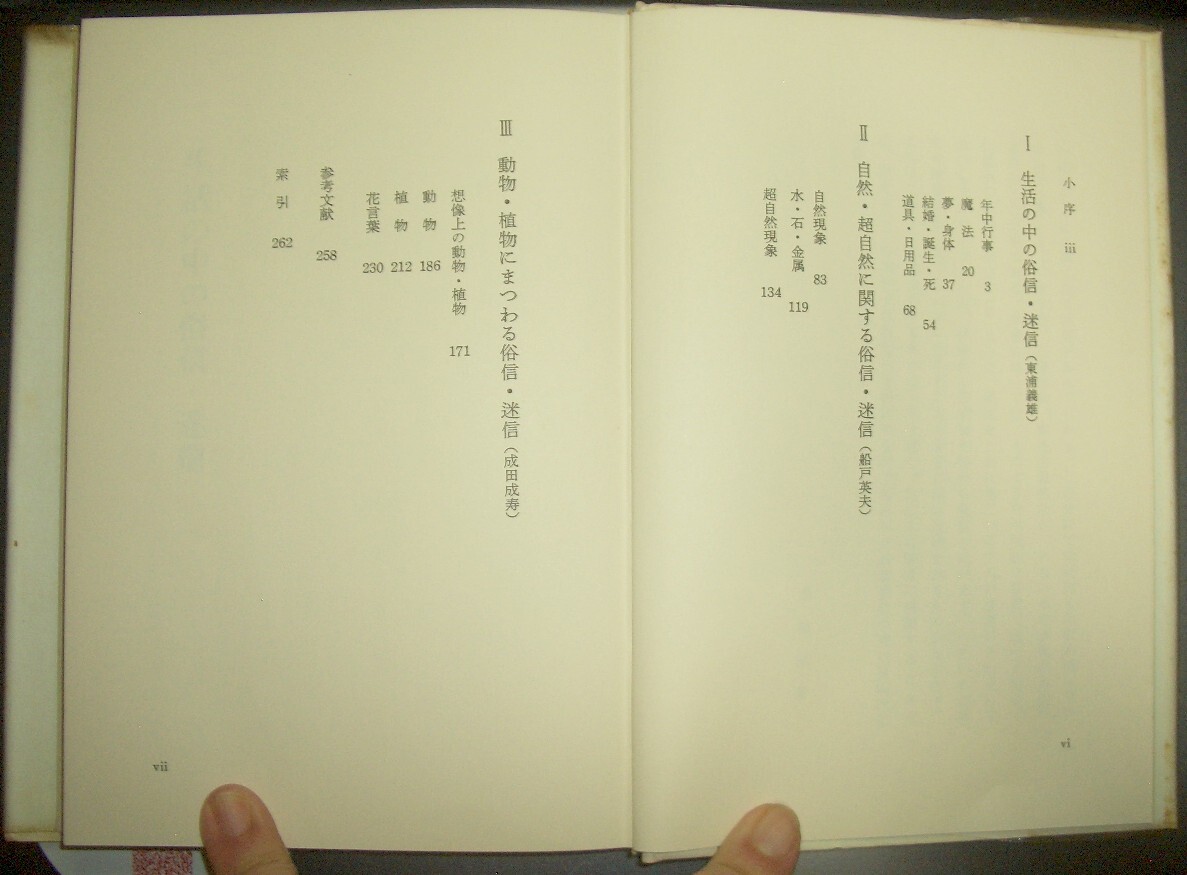 小序 iii
I 生活の中の俗信・迷信（東浦義雄）
年中行事 3
魔法 20
夢・身体 37
結婚・誕生・死 54
道具・日用品 68
II 自然・超自然に関する俗信・迷信（船戸英夫）
自然現象 83
水・石・金属 119
超自然現象 134
vi
III 動物・植物にまつわる俗信・迷信（成田成寿）
想像上の動物・植物 171
動物 186
植物 212
花言葉 230
参考文献 258
索引 262
vii